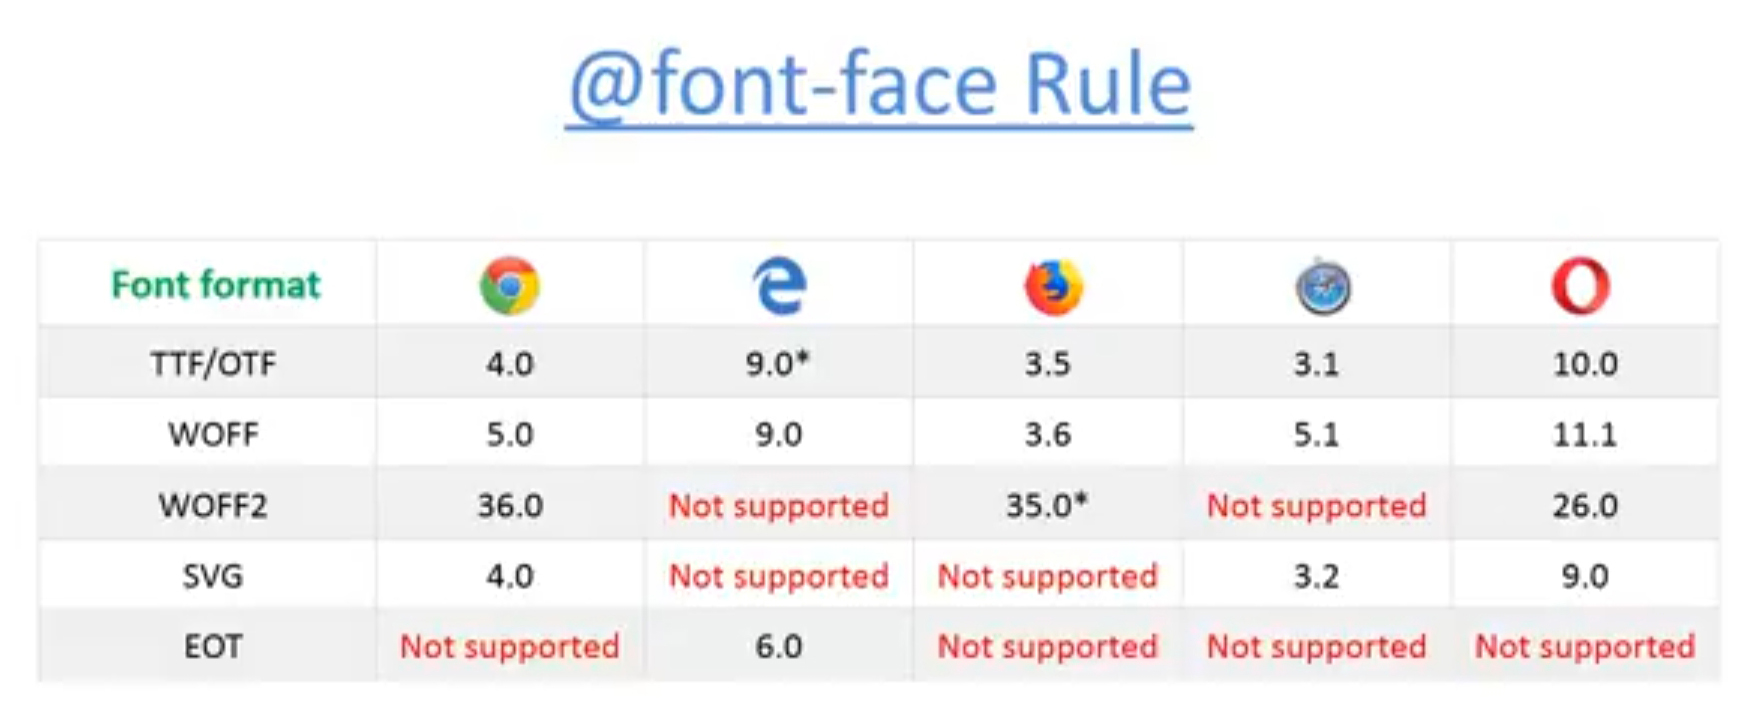 @font-face Rule
Font format
TTF/OTF 4.0 9.0* 3.5 3.1 10.0
WOFF 5.0 9.0 3.6 5.1 11.1
WOFF2 36.0 Not supported 35.0* Not supported 26.0
SVG 4.0 Not supported Not supported 3.2 9.0
EOT Not supported 6.0 Not supported Not supported Not supported